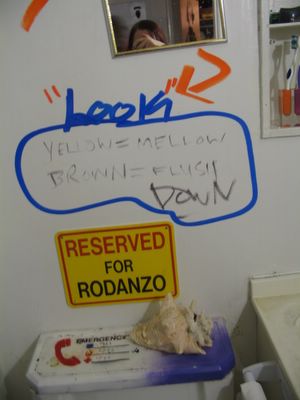 "LOOK"
YELLOW = MELLOW
BROWN = FLUSH
DOWN
RESERVED
FOR
RODANZO
EMERGENCY